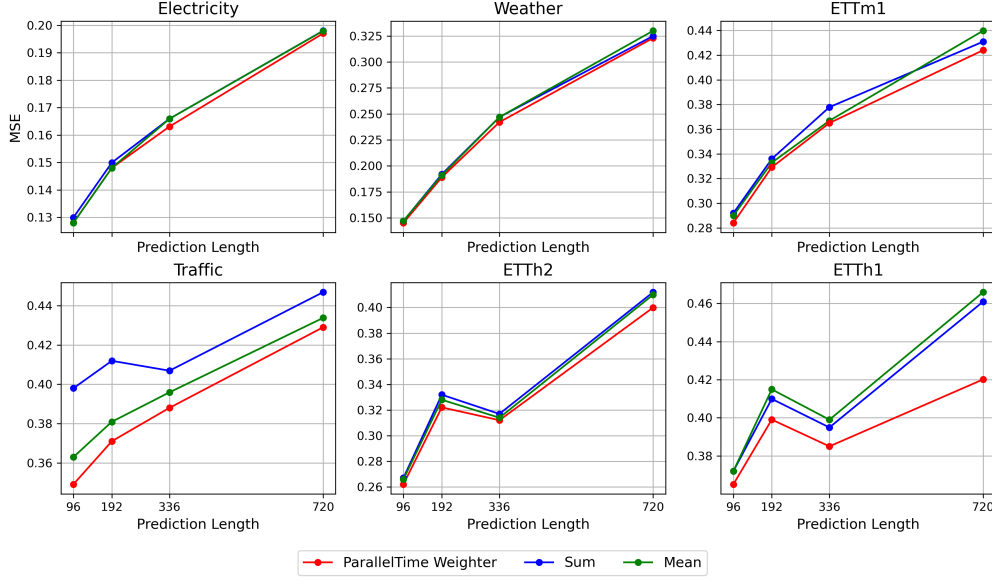 Electricity
Weather
ETTm1
MSE
0.20
0.19
0.18
0.17
0.16
0.15
0.14
0.13
Prediction Length
0.325
0.300
0.275
0.250
0.225
0.200
0.175
0.150
Prediction Length
0.44
0.42
0.40
0.38
0.36
0.34
0.32
0.30
0.28
Prediction Length
Traffic
ETTh2
ETTh1
0.44
0.42
0.40
0.38
0.36
96 192 336 720
Prediction Length
0.40
0.38
0.36
0.34
0.32
0.30
0.28
0.26
96 192 336 720
Prediction Length
0.46
0.44
0.42
0.40
0.38
96 192 336 720
Prediction Length
ParallelTime Weighter Sum Mean